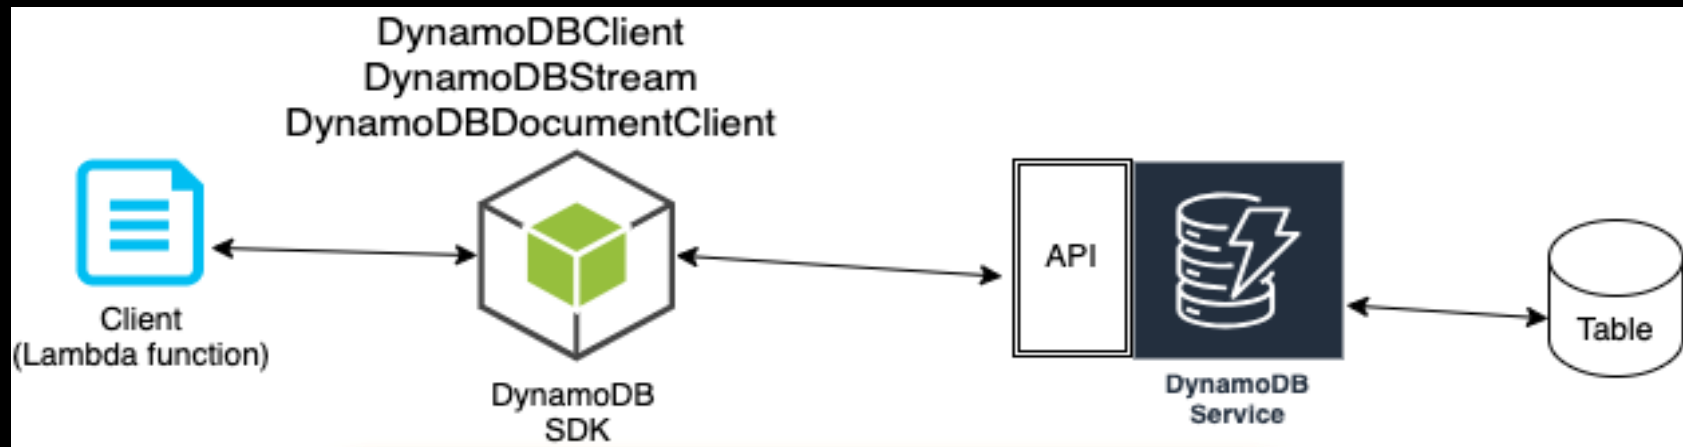 DynamoDBClient
DynamoDBStream
DynamoDBDocumentClient
Client
(Lambda function)
DynamoDB
SDK
API
DynamoDB
Service
Table